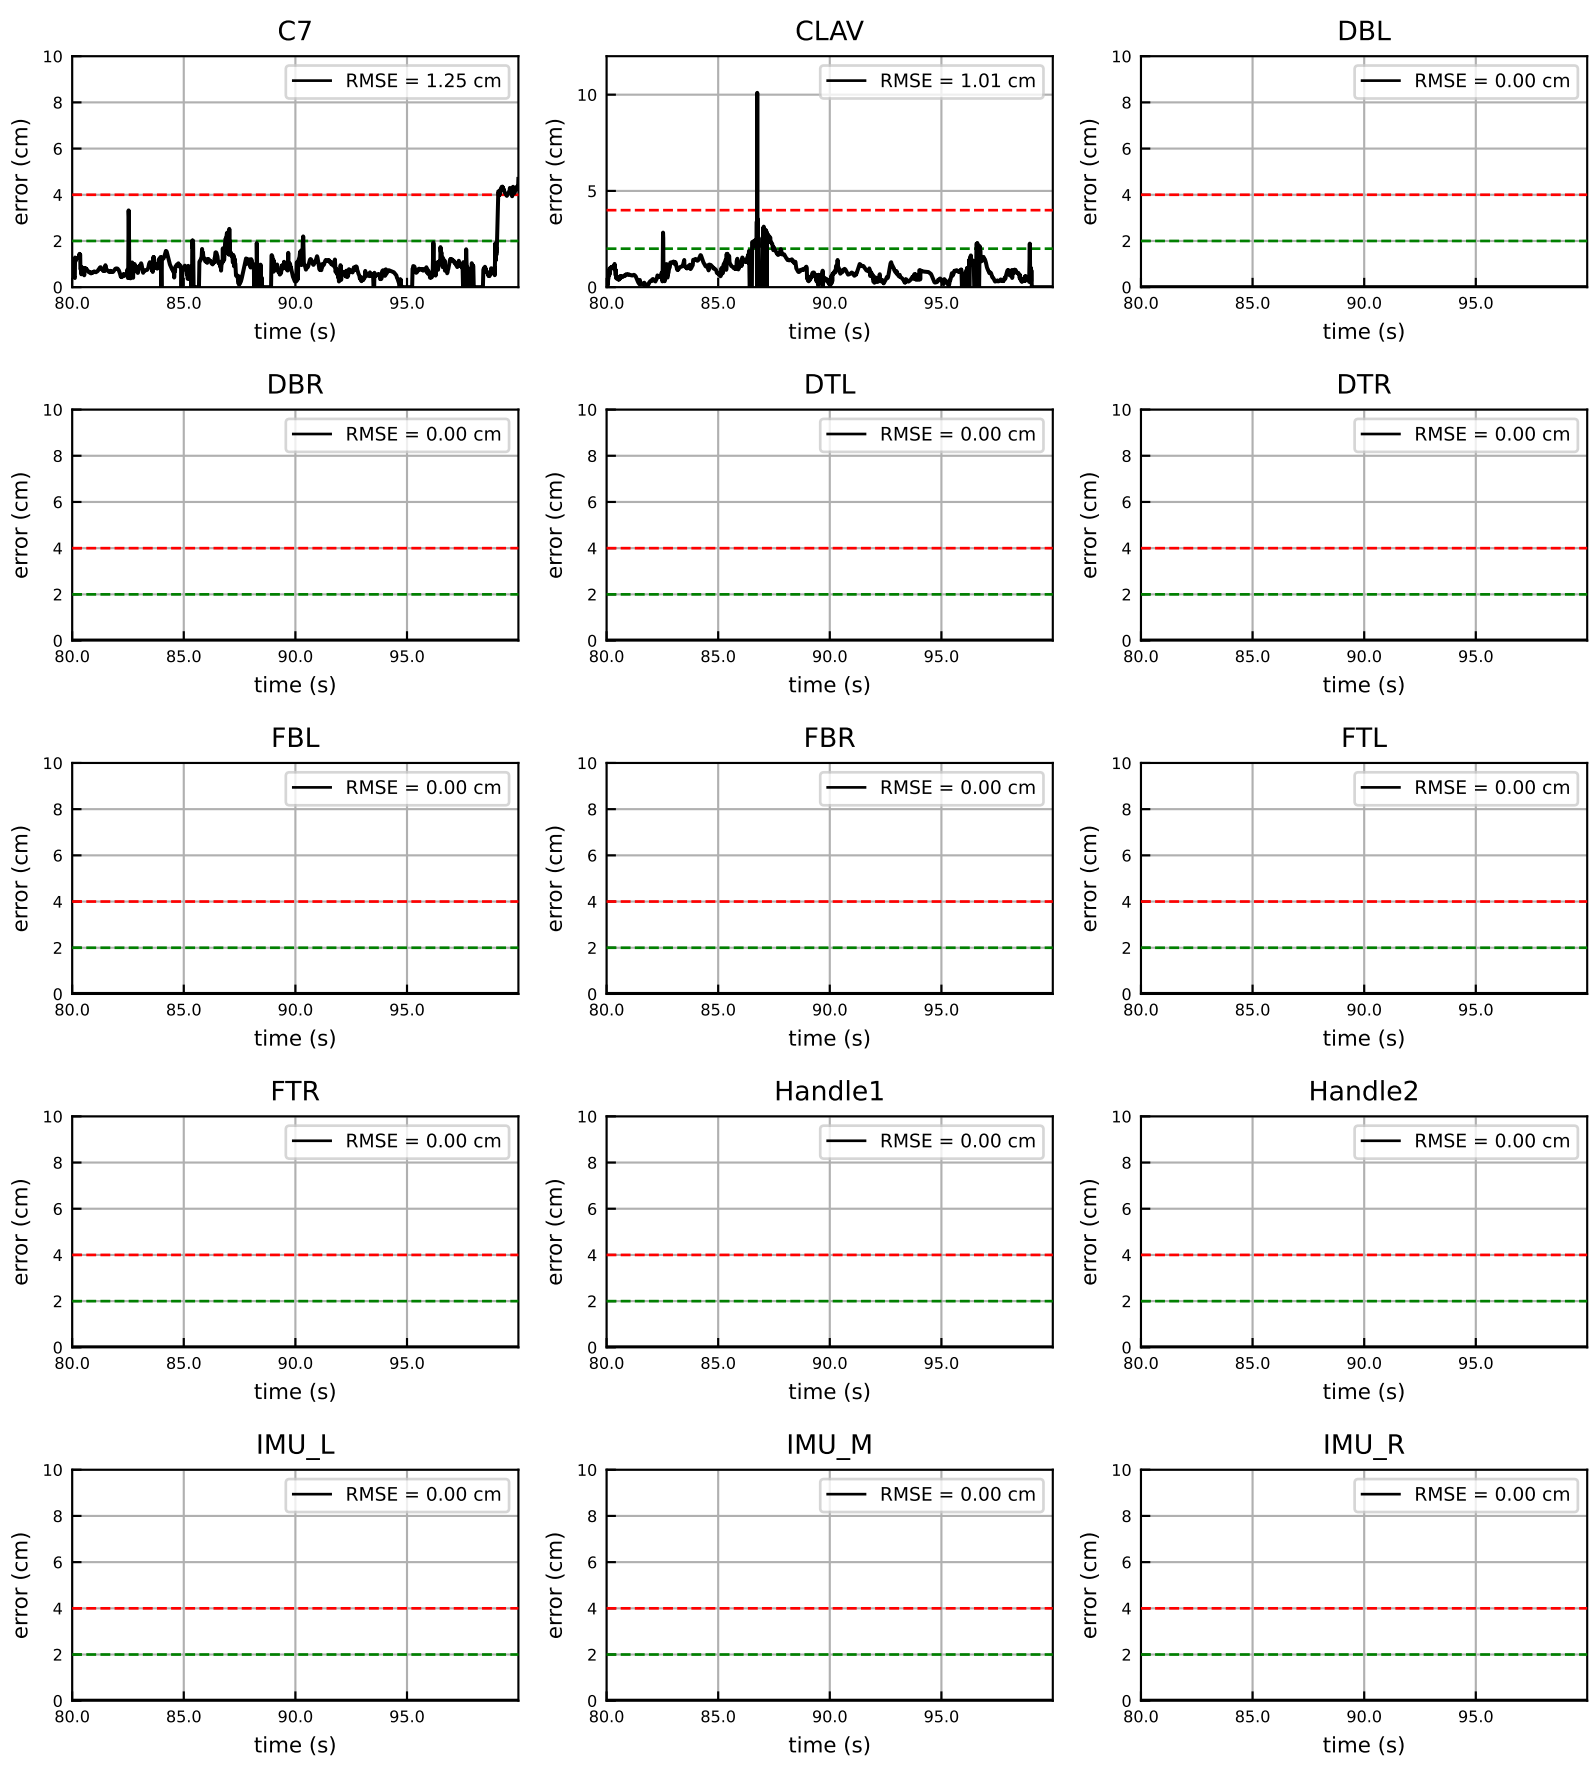 C7 CLAV DBL
10 RMSE = 1.25 cm RMSE = 1.01 cm 10 RMSE = 0.00 cm
8 10 8
6 6
error (cm) error (cm) error (cm)
4 5 4
2 2
0 0 0
80.0 85.0 90.0 95.0 80.0 85.0 90.0 95.0 80.0 85.0 90.0 95.0
time (s) time (s) time (s)
DBR DTL DTR
10 RMSE = 0.00 cm 10 RMSE = 0.00 cm 10 RMSE = 0.00 cm
8 8 8
6 6 6
error (cm) error (cm) error (cm)
4 4 4
2 2 2
0 0 0
80.0 85.0 90.0 95.0 80.0 85.0 90.0 95.0 80.0 85.0 90.0 95.0
time (s) time (s) time (s)
FBL FBR FTL
10 RMSE = 0.00 cm 10 RMSE = 0.00 cm 10 RMSE = 0.00 cm
8 8 8
6 6 6
error (cm) error (cm) error (cm)
4 4 4
2 2 2
0 0 0
80.0 85.0 90.0 95.0 80.0 85.0 90.0 95.0 80.0 85.0 90.0 95.0
time (s) time (s) time (s)
FTR Handle1 Handle2
10 RMSE = 0.00 cm 10 RMSE = 0.00 cm 10 RMSE = 0.00 cm
8 8 8
6 6 6
error (cm) error (cm) error (cm)
4 4 4
2 2 2
0 0 0
80.0 85.0 90.0 95.0 80.0 85.0 90.0 95.0 80.0 85.0 90.0 95.0
time (s) time (s) time (s)
IMU_L IMU_M IMU_R
10 RMSE = 0.00 cm 10 RMSE = 0.00 cm 10 RMSE = 0.00 cm
8 8 8
6 6 6
error (cm) error (cm) error (cm)
4 4 4
2 2 2
0 0 0
80.0 85.0 90.0 95.0 80.0 85.0 90.0 95.0 80.0 85.0 90.0 95.0
time (s) time (s) time (s)